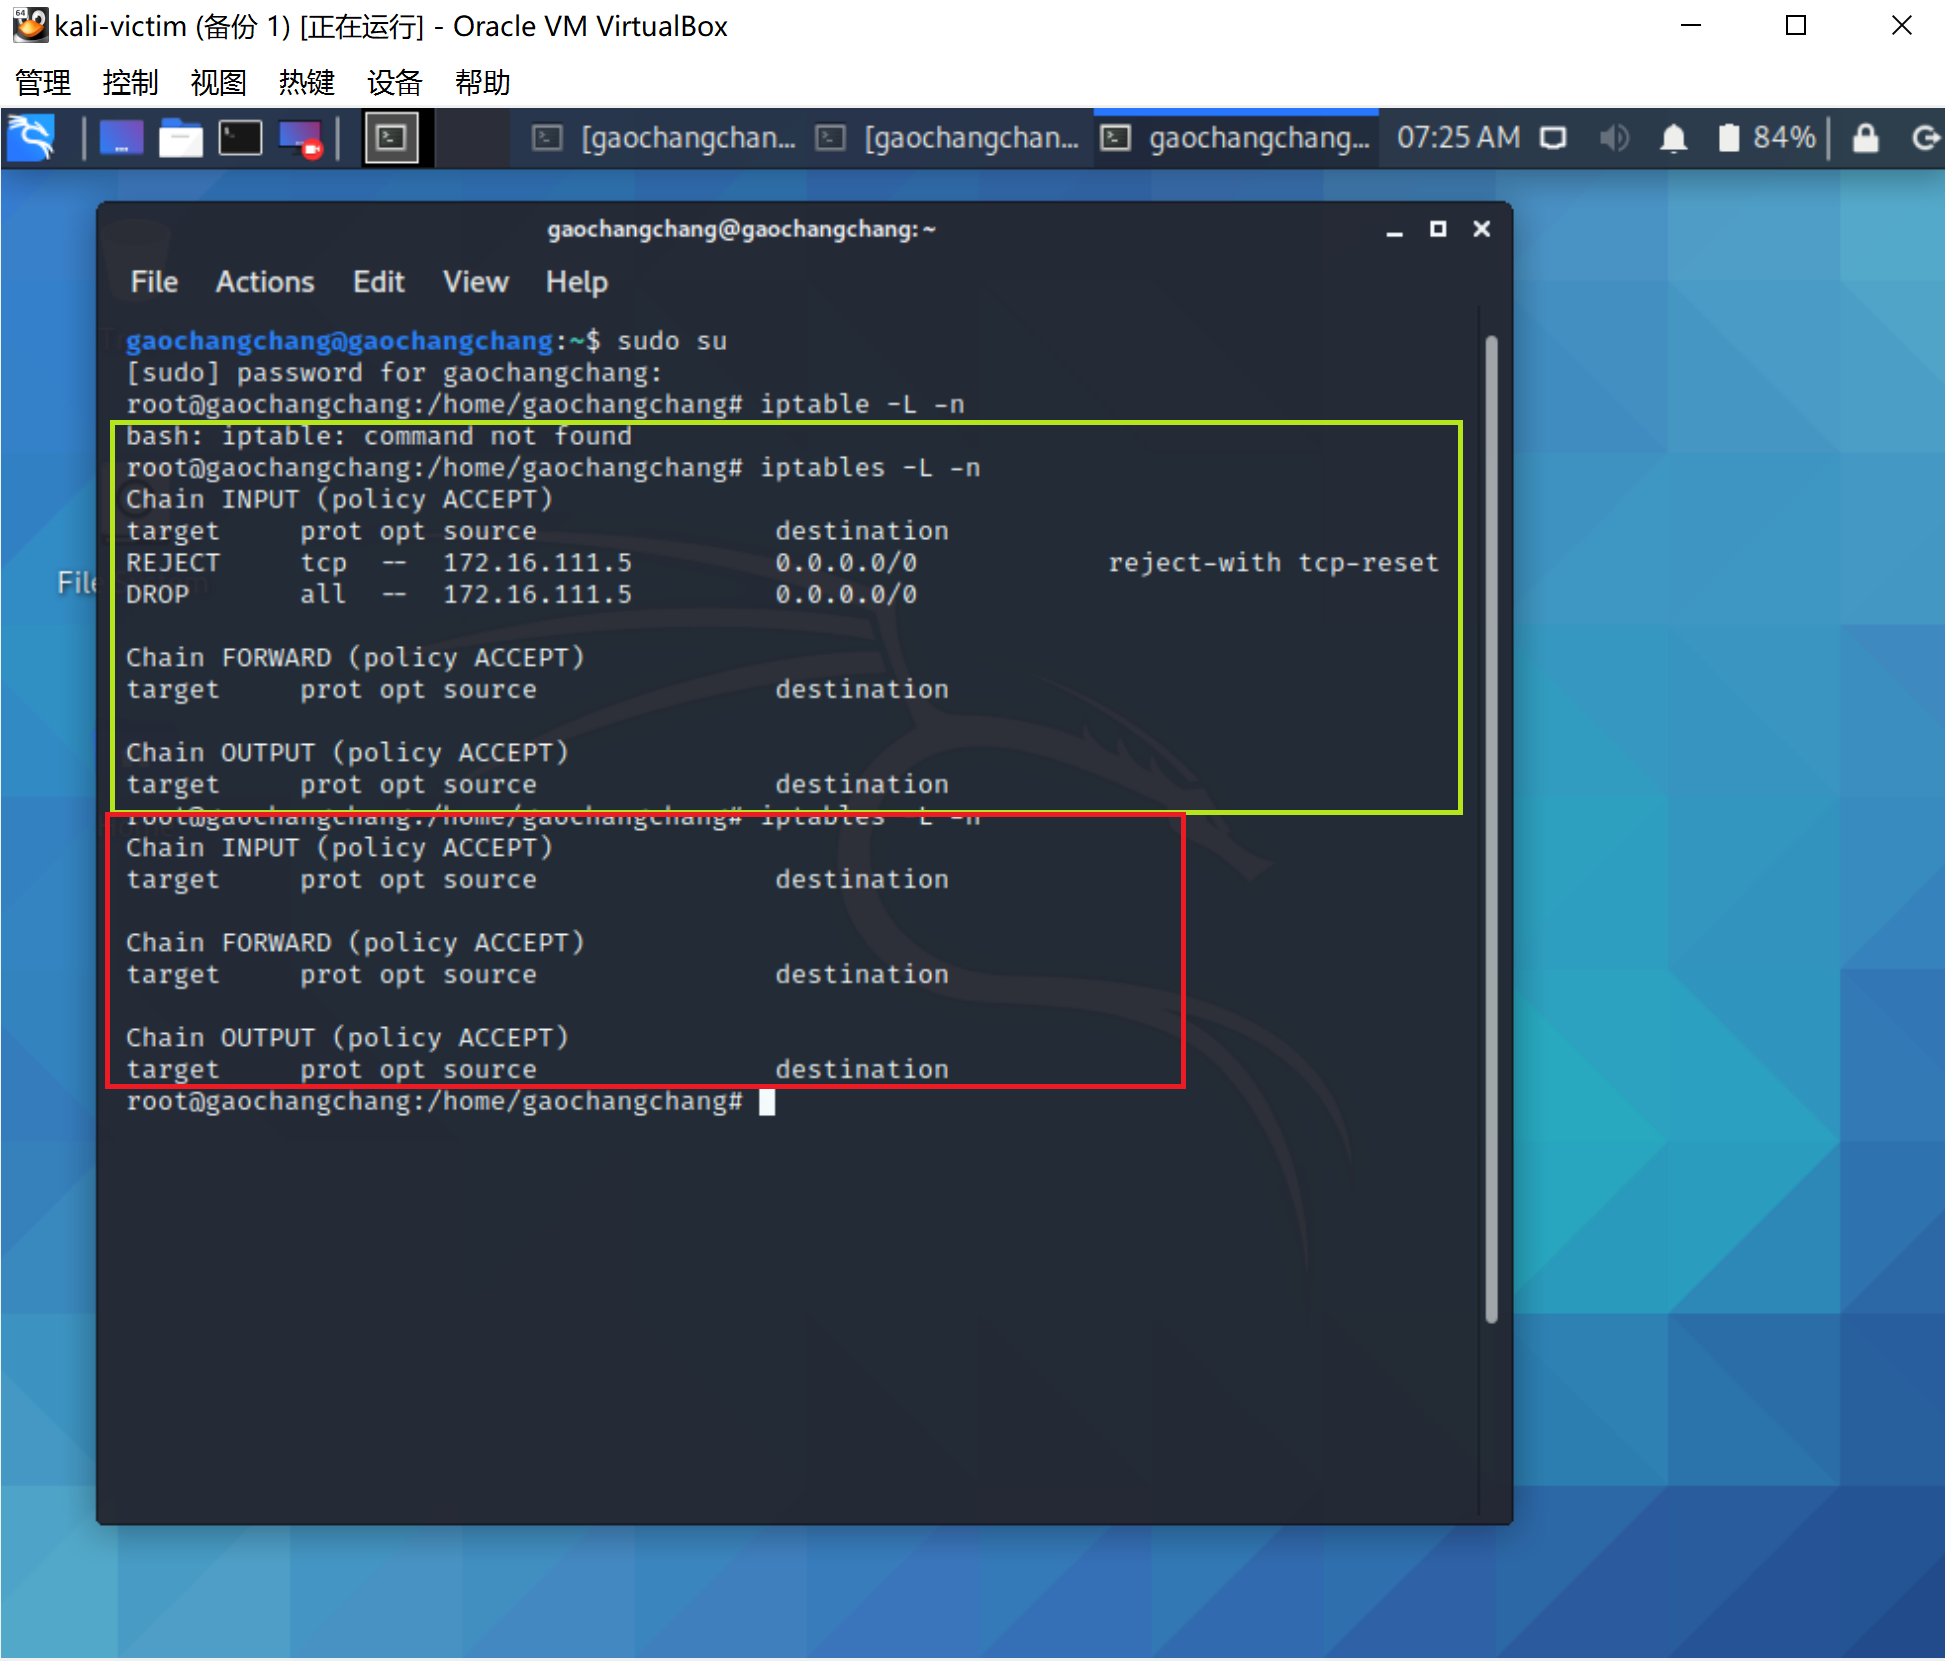 kali-victim (备份 1) [正在运行] - Oracle VM VirtualBox
管理 控制 视图 热键 设备 帮助
[gaochangchan... [gaochangchan... gaochangchang... 07:25 AM 84%
gaochangchang@gaochangchang: ~
File Actions Edit View Help
gaochangchang@gaochangchang:~$ sudo su
[sudo] password for gaochangchang:
root@gaochangchang:/home/gaochangchang# iptable -L -n
bash: iptable: command not found
root@gaochangchang:/home/gaochangchang# iptables -L -n
Chain INPUT (policy ACCEPT)
target prot opt source destination
REJECT tcp -- 172.16.111.5 0.0.0.0/0 reject-with tcp-reset
DROP all -- 172.16.111.5 0.0.0.0/0
Chain FORWARD (policy ACCEPT)
target prot opt source destination
Chain OUTPUT (policy ACCEPT)
target prot opt source destination
root@gaochangchang:/home/gaochangchang# iptables -L -n
Chain INPUT (policy ACCEPT)
target prot opt source destination
Chain FORWARD (policy ACCEPT)
target prot opt source destination
Chain OUTPUT (policy ACCEPT)
target prot opt source destination
root@gaochangchang:/home/gaochangchang#